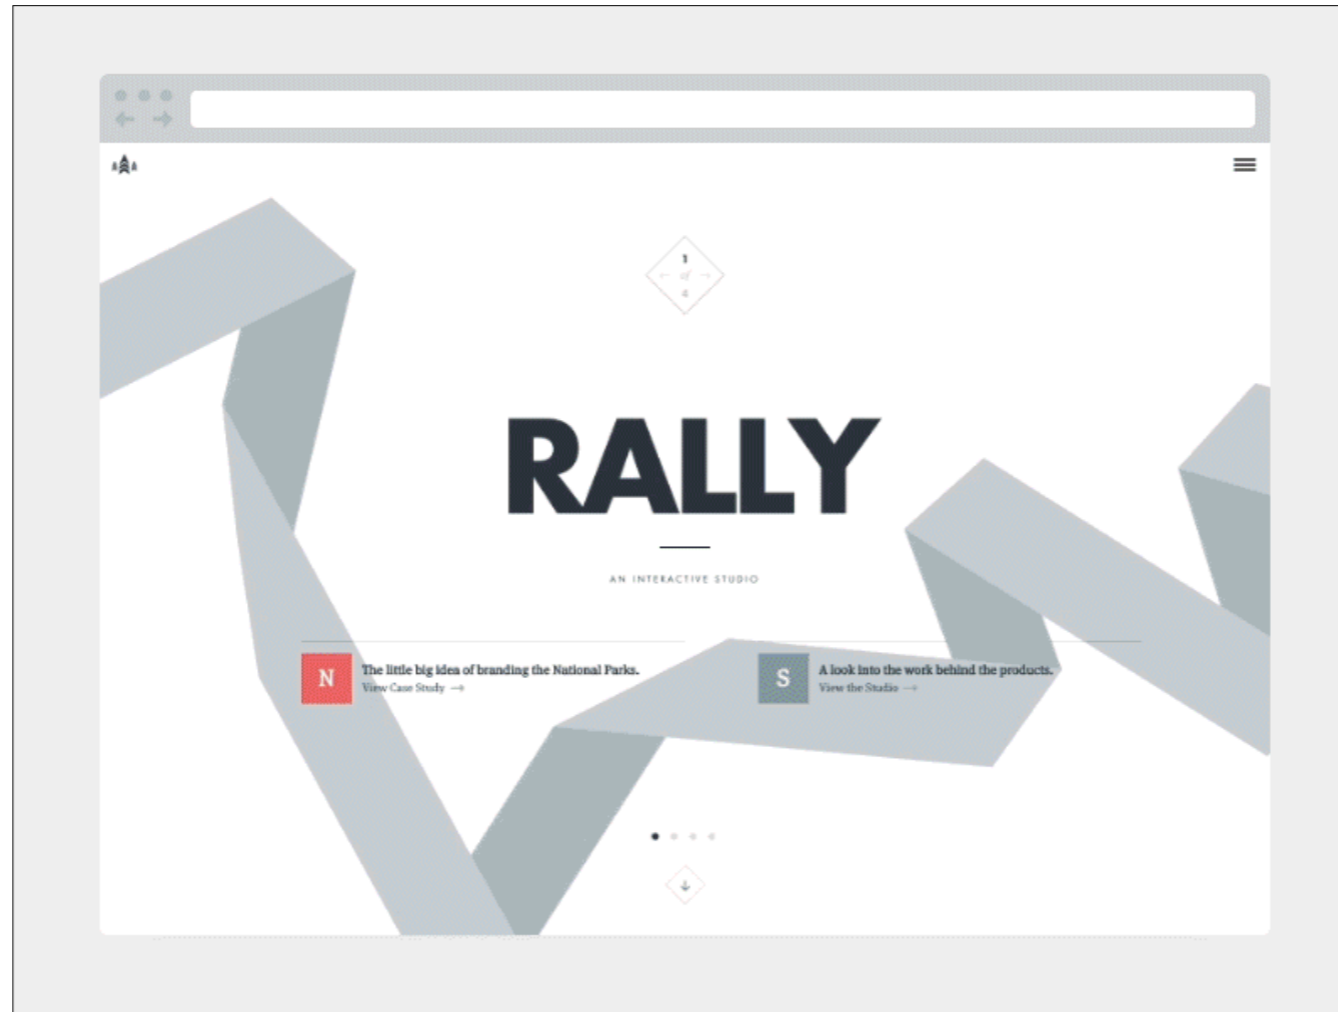 1
← of →
4
RALLY
AN INTERACTIVE STUDIO
N
The little big idea of branding the National Parks.
View Case Study →
S
A look into the work behind the products.
View the Studio →